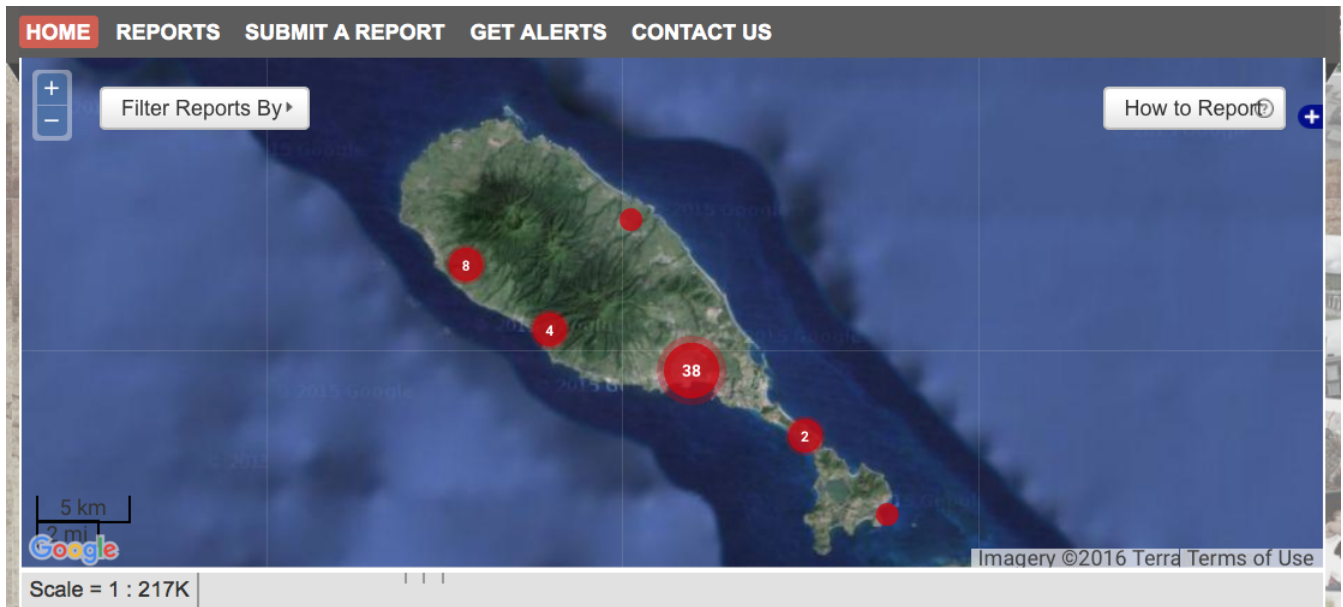 HOME REPORTS SUBMIT A REPORT GET ALERTS CONTACT US
+
−
Filter Reports By
How to Report ?
+
8
4
38
2
5 km
2 mi
Google
Imagery ©2016 Terra Terms of Use
Scale = 1 : 217K